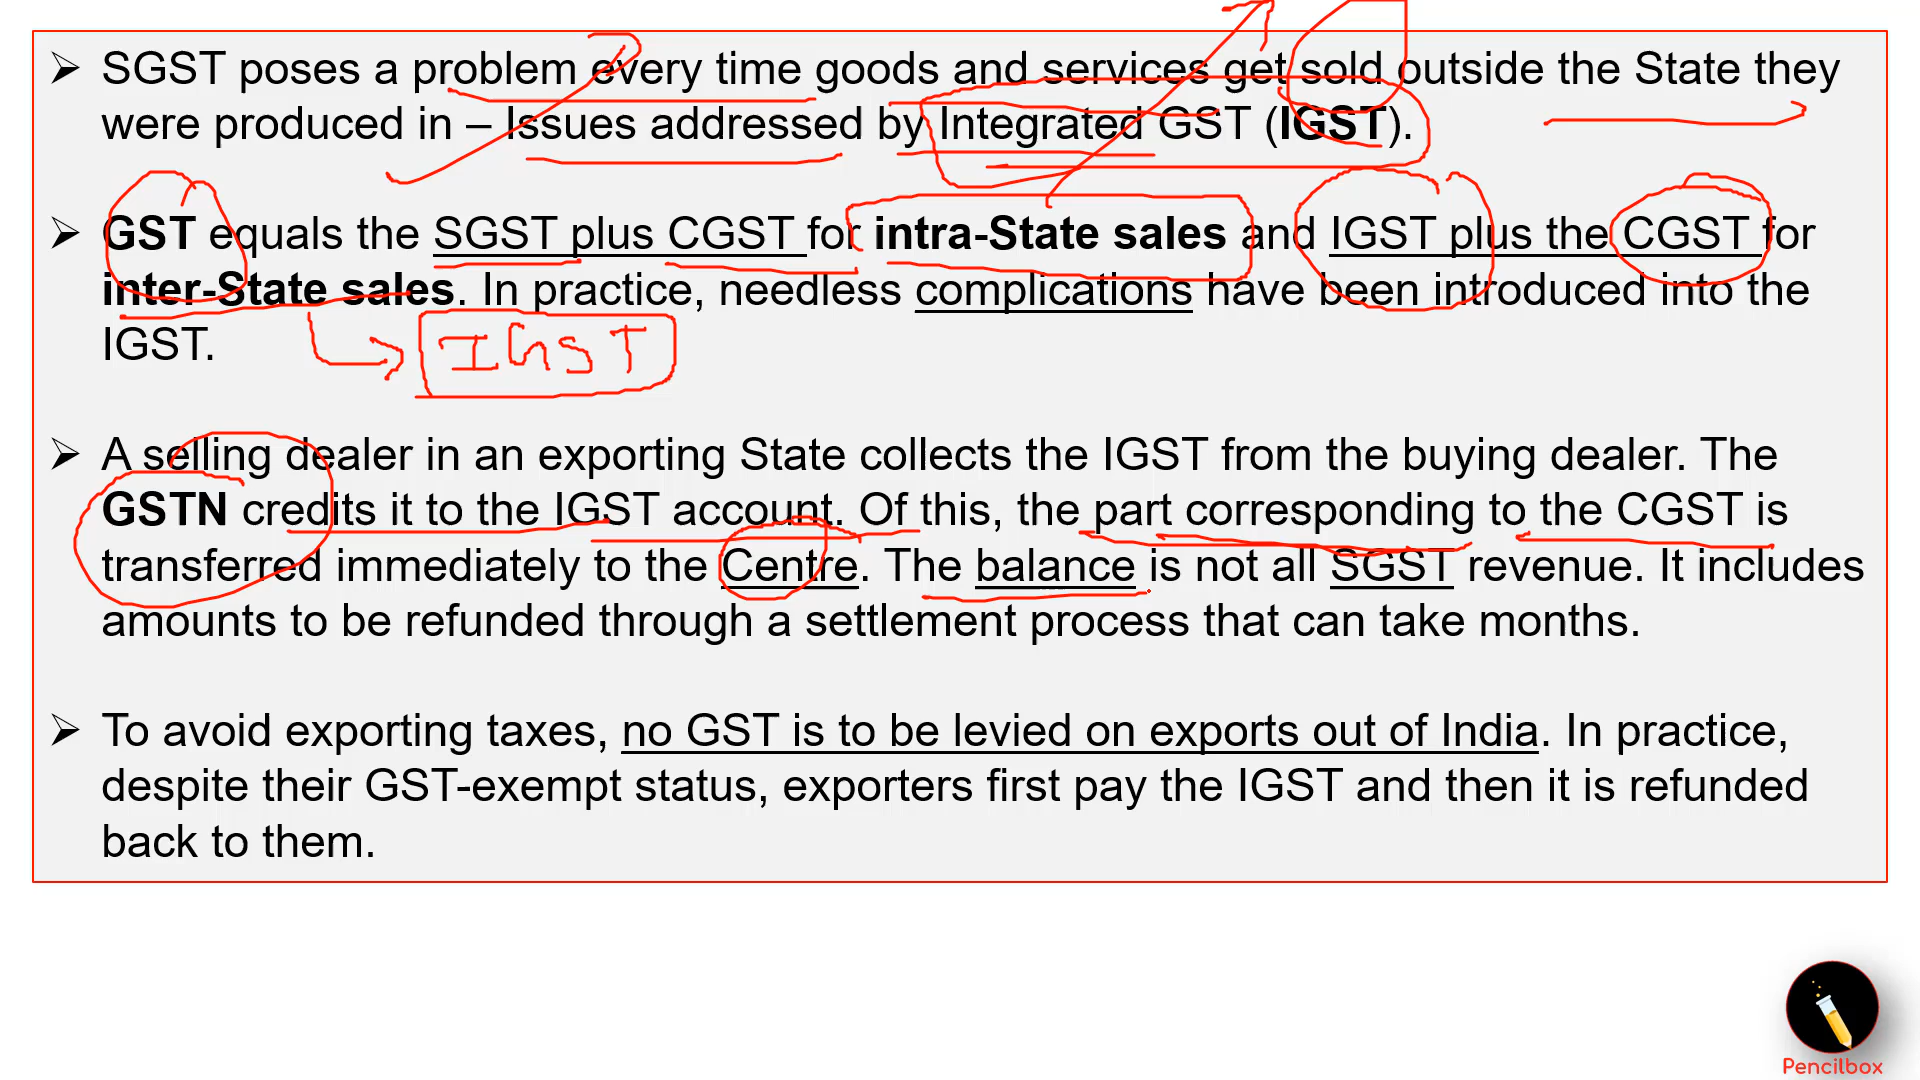 ➢ SGST poses a problem every time goods and services get sold outside the State they
were produced in – Issues addressed by Integrated GST (IGST).
➢ GST equals the SGST plus CGST for intra-State sales and IGST plus the CGST for
inter-State sales. In practice, needless complications have been introduced into the
IGST.
IGST
➢ A selling dealer in an exporting State collects the IGST from the buying dealer. The
GSTN credits it to the IGST account. Of this, the part corresponding to the CGST is
transferred immediately to the Centre. The balance is not all SGST revenue. It includes
amounts to be refunded through a settlement process that can take months.
➢ To avoid exporting taxes, no GST is to be levied on exports out of India. In practice,
despite their GST-exempt status, exporters first pay the IGST and then it is refunded
back to them.
Pencilbox